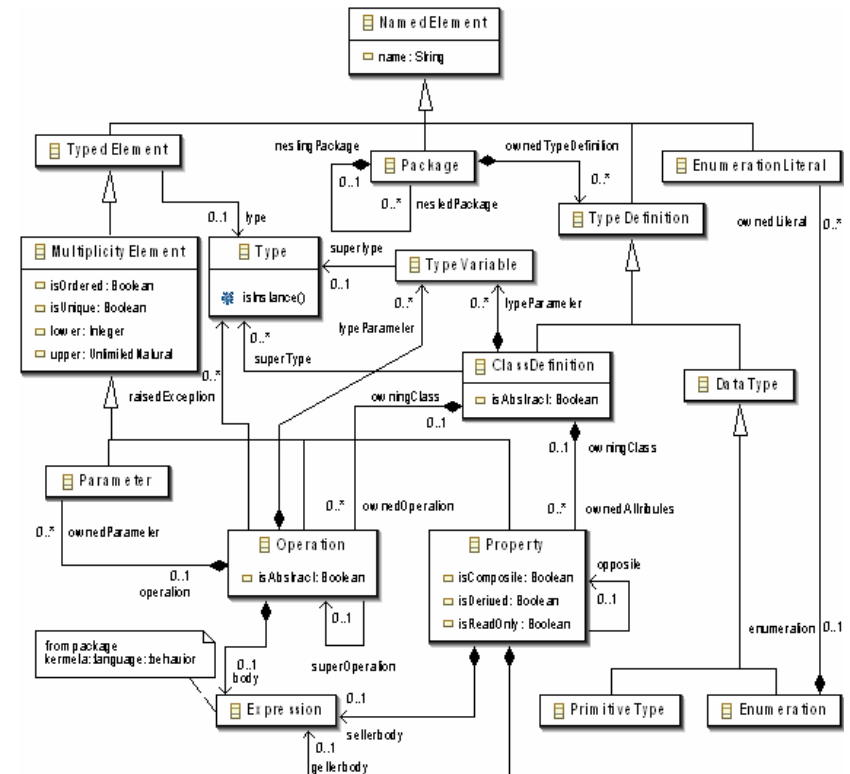 NamedElement
name: String
TypedElement
nestingPackage
Package
ownedTypeDefinition
EnumerationLiteral
0..1
0..*
nestedPackage
0..*
TypeDefinition
ownedLiteral
0..*
0..1
type
MultiplicityElement
isOrdered: Boolean
isUnique: Boolean
lower: Integer
upper: UnlimitedNatural
Type
isInstance()
supertype
0..1
TypeVariable
0..*
typeParameter
0..*
typeParameter
0..*
superType
ClassDefinition
isAbstract: Boolean
DataType
0..*
raisedException
owningClass
0..1
0..1
owningClass
Parameter
0..*
ownedOperation
0..*
ownedAttributes
0..*
ownedParameter
Operation
isAbstract: Boolean
Property
isComposite: Boolean
isDerived: Boolean
isReadOnly: Boolean
opposite
0..1
0..1
operation
from package
kermeta::language::behavior
0..1
body
superOperation
0..1
enumeration
0..1
Expression
0..1
setterbody
PrimitiveType
Enumeration
0..1
getterbody